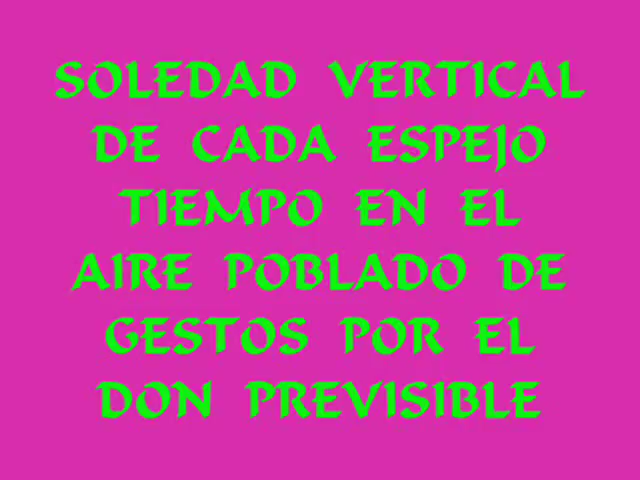 SOLEDAD VERTICAL
DE CADA ESPEJO
TIEMPO EN EL
AIRE POBLADO DE
GESTOS POR EL
DON PREVISIBLE